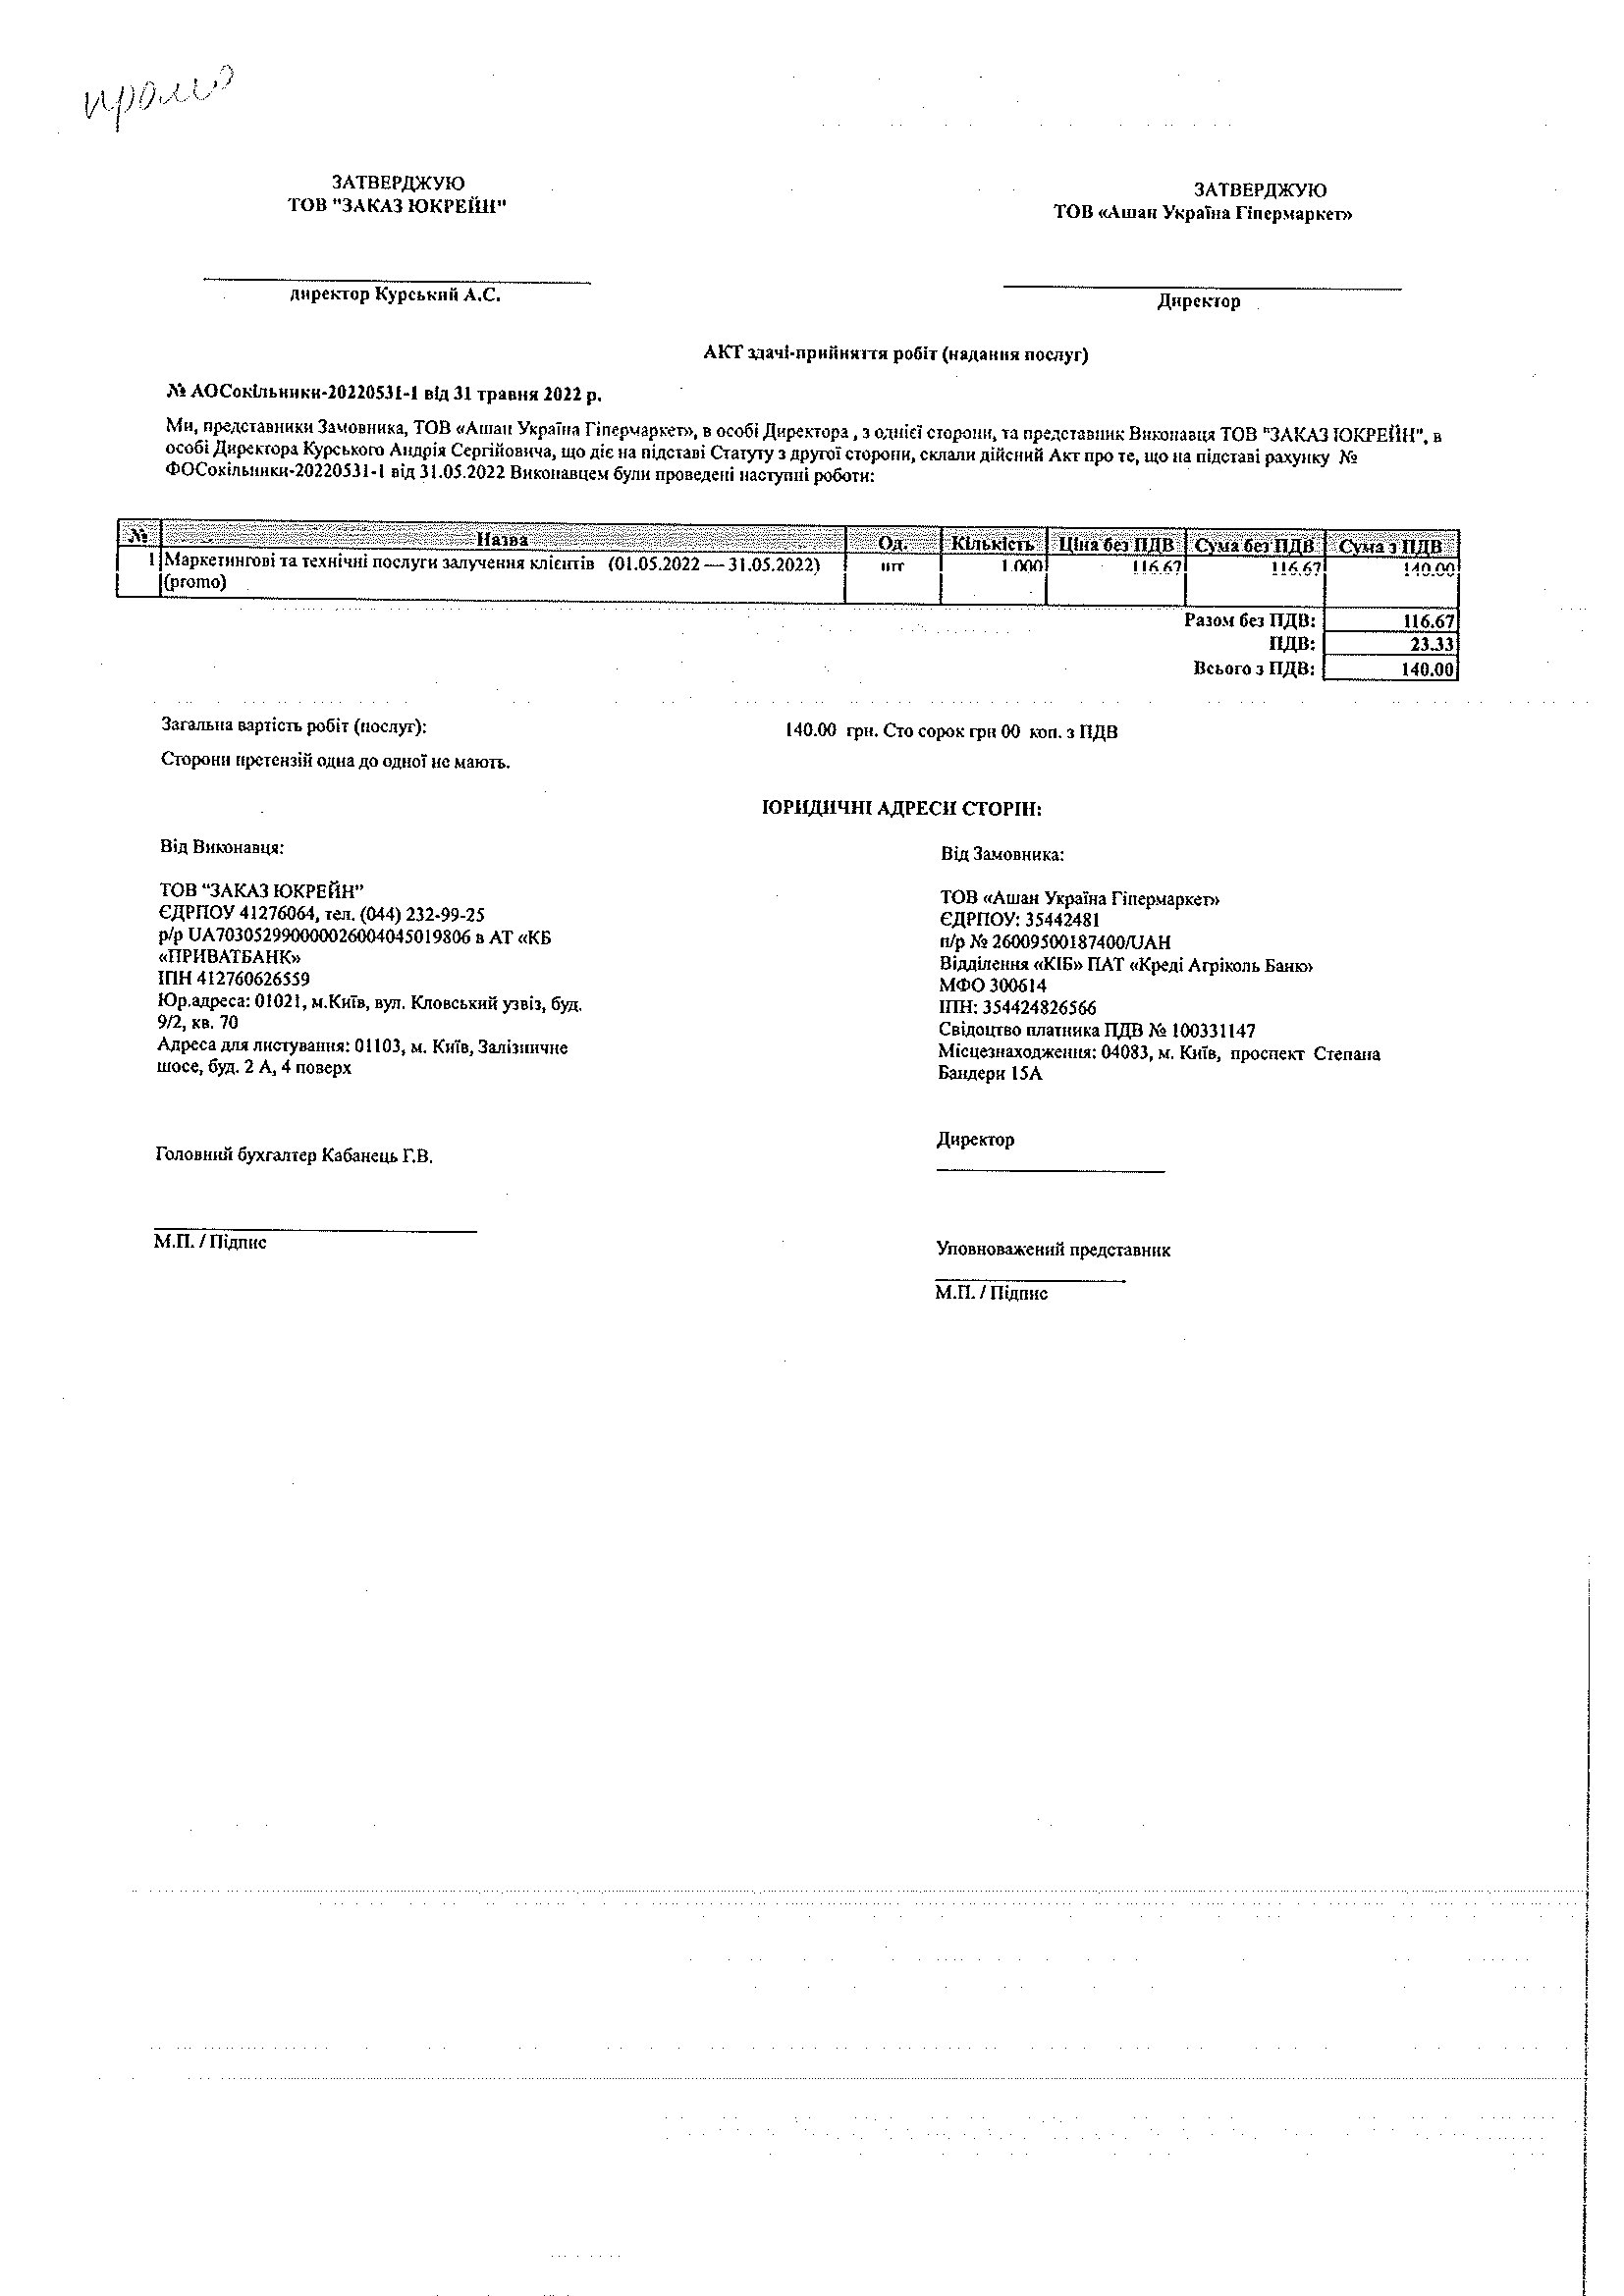 промо
ЗАТВЕРДЖУЮ
ТОВ "ЗАКАЗ ЮКРЕЙН"
директор Курський А.С.
ЗАТВЕРДЖУЮ
ТОВ «Ашан Україна Гіпермаркет»
Директор
АКТ здачі-прийняття робіт (надання послуг)
№ АОСокільники-20220531-1 від 31 травня 2022 р.
Ми, представники Замовника, ТОВ «Ашан Україна Гіпермаркет», в особі Директора , з однієї сторони, та представник Виконавця ТОВ "ЗАКАЗ ЮКРЕЙН", в
особі Директора Курського Андрія Сергійовича, що діє на підставі Статуту з другої сторони, склали дійсний Акт про те, що на підставі рахунку №
ФОСокільники-20220531-1 від 31.05.2022 Виконавцем були проведені наступні роботи:
№ Назва Од. Кількість Ціна без ПДВ Сума без ПДВ Сума з ПДВ
1 Маркетингові та технічні послуги залучення клієнтів (01.05.2022 — 31.05.2022) шт 1.000 116.67 116.67 140.00
(promo)
Разом без ПДВ: 116.67
ПДВ: 23.33
Всього з ПДВ: 140.00
Загальна вартість робіт (послуг): 140.00 грн. Сто сорок грн 00 коп. з ПДВ
Сторони претензій одна до одної не мають.
ЮРИДИЧНІ АДРЕСИ СТОРІН:
Від Виконавця:
ТОВ "ЗАКАЗ ЮКРЕЙН"
ЄДРПОУ 41276064, тел. (044) 232-99-25
р/р UA703052990000026004045019806 в АТ «КБ
«ПРИВАТБАНК»
ІПН 412760626559
Юр.адреса: 01021, м.Київ, вул. Кловський узвіз, буд.
9/2, кв. 70
Адреса для листування: 01103, м. Київ, Залізничне
шосе, буд. 2 А, 4 поверх
Головний бухгалтер Кабанець Г.В.
М.П. / Підпис
Від Замовника:
ТОВ «Ашан Україна Гіпермаркет»
ЄДРПОУ: 35442481
п/р № 26009500187400/UAH
Відділення «КІБ» ПАТ «Креді Агріколь Банк»
МФО 300614
ІПН: 354424826566
Свідоцтво платника ПДВ № 100331147
Місцезнаходження: 04083, м. Київ, проспект Степана
Бандери 15А
Директор
Уповноважений представник
М.П. / Підпис